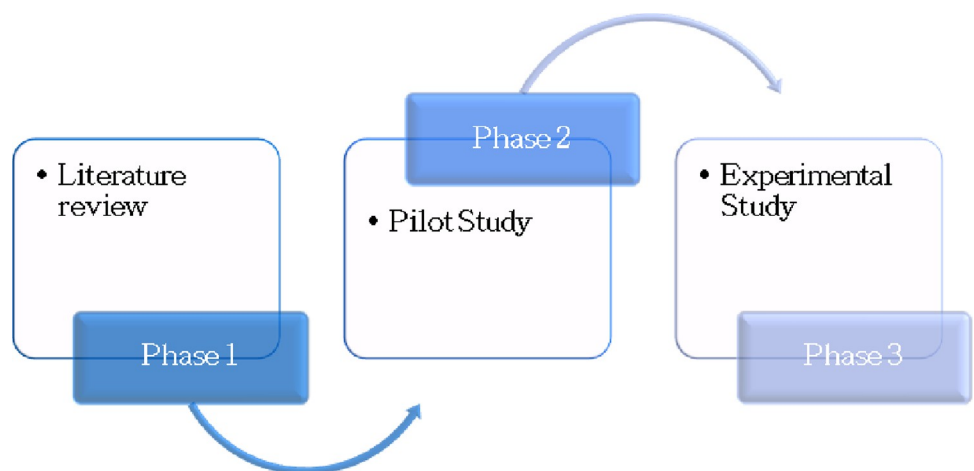 • Literature
review
Phase 1
Phase 2
• Pilot Study
• Experimental
Study
Phase 3